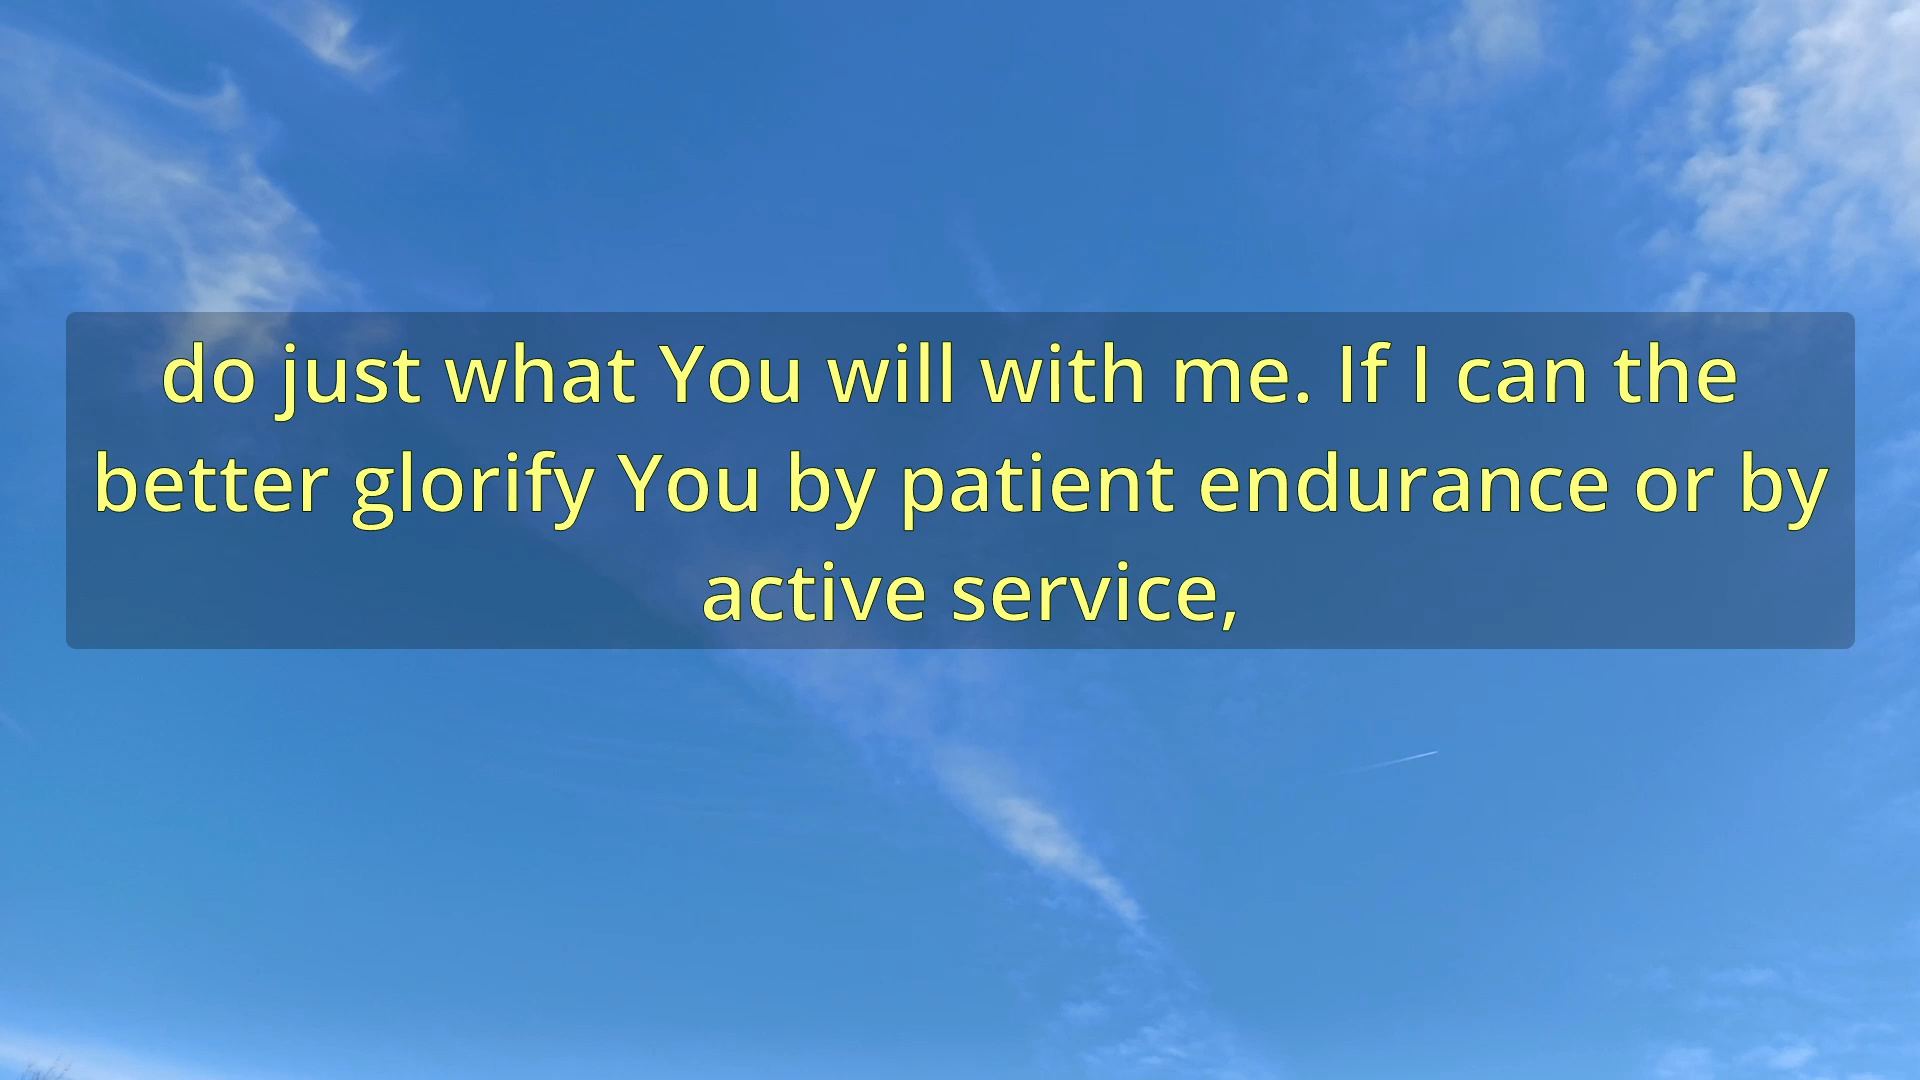 do just what You will with me. If I can the
better glorify You by patient endurance or by
active service,